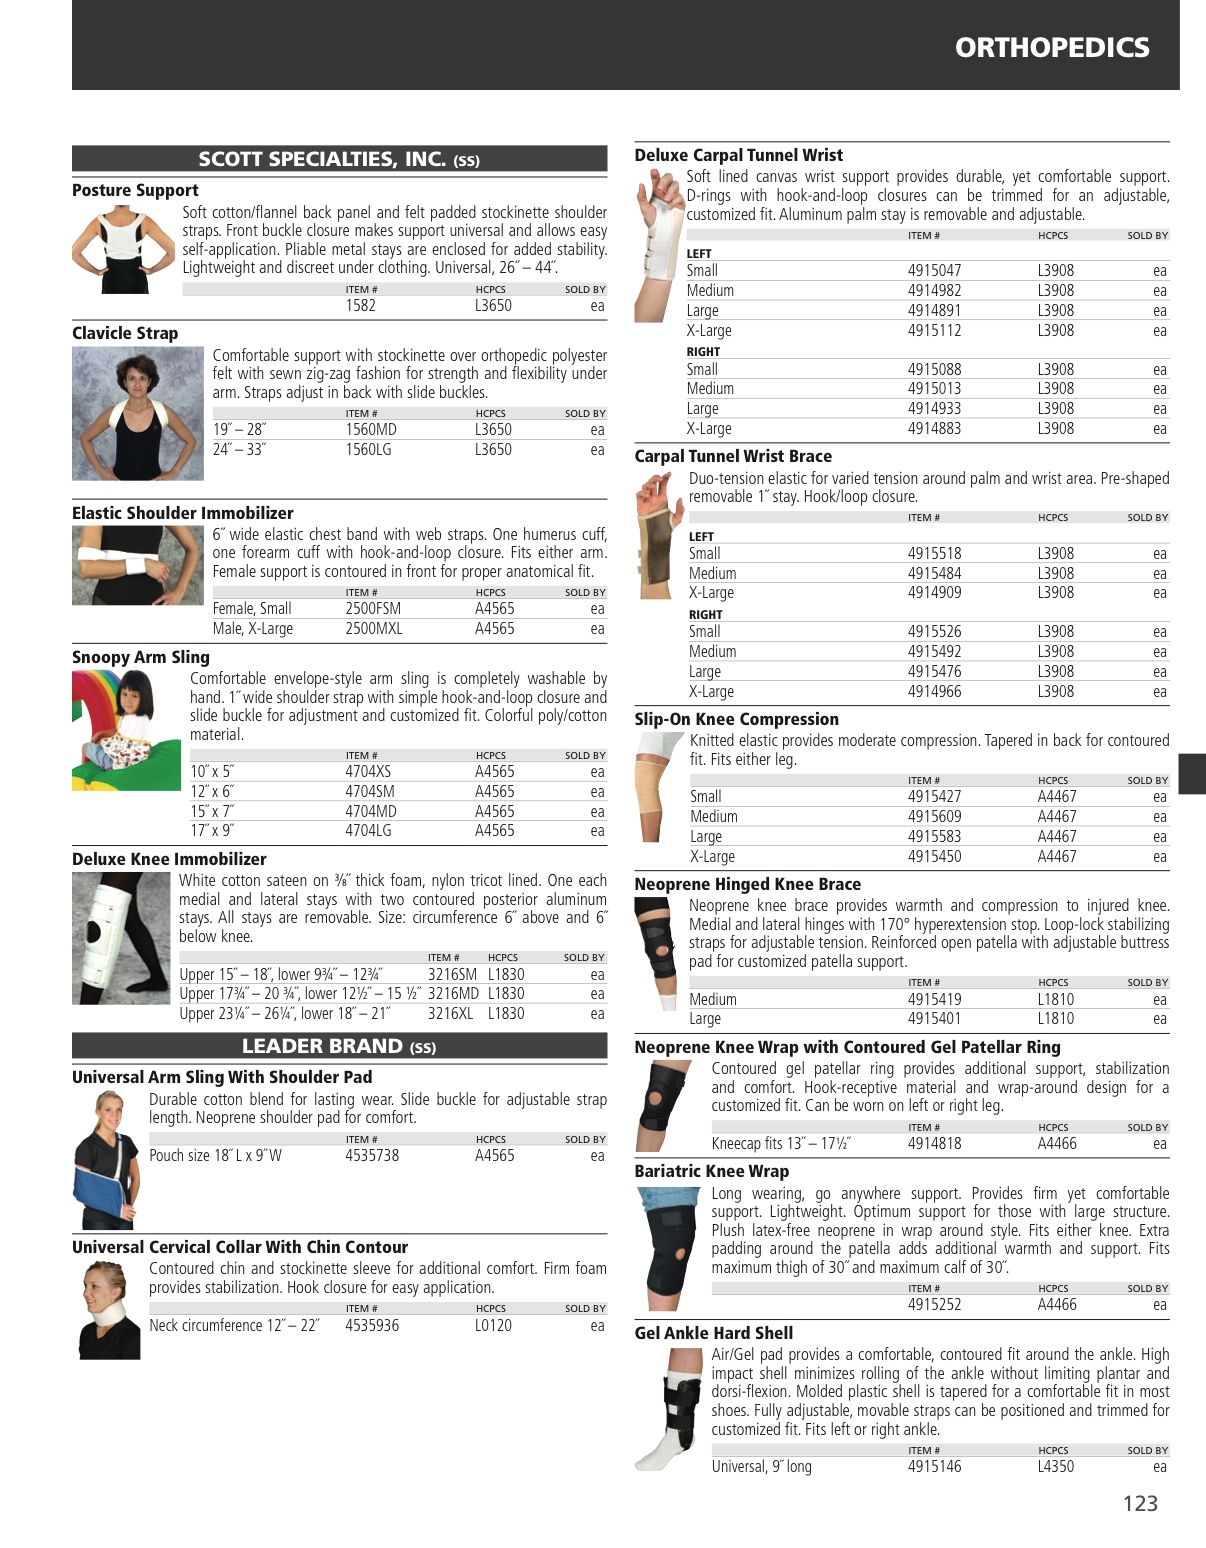 ORTHOPEDICS
SCOTT SPECIALTIES, INC. (SS)
Posture Support
Soft cotton/flannel back panel and felt padded stockinette shoulder
straps. Front buckle closure makes support universal and allows easy
self-application. Pliable metal stays are enclosed for added stability.
Lightweight and discreet under clothing. Universal, 26˝ – 44˝.
ITEM # HCPCS SOLD BY
1582 L3650 ea
Clavicle Strap
Comfortable support with stockinette over orthopedic polyester
felt with sewn zig-zag fashion for strength and flexibility under
arm. Straps adjust in back with slide buckles.
ITEM # HCPCS SOLD BY
19˝ – 28˝ 1560MD L3650 ea
24˝ – 33˝ 1560LG L3650 ea
Elastic Shoulder Immobilizer
6˝ wide elastic chest band with web straps. One humerus cuff,
one forearm cuff with hook-and-loop closure. Fits either arm.
Female support is contoured in front for proper anatomical fit.
ITEM # HCPCS SOLD BY
Female, Small 2500FSM A4565 ea
Male, X-Large 2500MXL A4565 ea
Snoopy Arm Sling
Comfortable envelope-style arm sling is completely washable by
hand. 1˝ wide shoulder strap with simple hook-and-loop closure and
slide buckle for adjustment and customized fit. Colorful poly/cotton
material.
ITEM # HCPCS SOLD BY
10˝ x 5˝ 4704XS A4565 ea
12˝ x 6˝ 4704SM A4565 ea
15˝ x 7˝ 4704MD A4565 ea
17˝ x 9˝ 4704LG A4565 ea
Deluxe Knee Immobilizer
White cotton sateen on ⅜˝ thick foam, nylon tricot lined. One each
medial and lateral stays with two contoured posterior aluminum
stays. All stays are removable. Size: circumference 6˝ above and 6˝
below knee.
ITEM # HCPCS SOLD BY
Upper 15˝ – 18˝, lower 9¾˝ – 12¾˝ 3216SM L1830 ea
Upper 17¾˝ – 20 ¾˝, lower 12½˝ – 15 ½˝ 3216MD L1830 ea
Upper 23¼˝ – 26¼˝, lower 18˝ – 21˝ 3216XL L1830 ea
LEADER BRAND (SS)
Universal Arm Sling With Shoulder Pad
Durable cotton blend for lasting wear. Slide buckle for adjustable strap
length. Neoprene shoulder pad for comfort.
ITEM # HCPCS SOLD BY
Pouch size 18˝ L x 9˝ W 4535738 A4565 ea
Universal Cervical Collar With Chin Contour
Contoured chin and stockinette sleeve for additional comfort. Firm foam
provides stabilization. Hook closure for easy application.
ITEM # HCPCS SOLD BY
Neck circumference 12˝ – 22˝ 4535936 L0120 ea
Deluxe Carpal Tunnel Wrist
Soft lined canvas wrist support provides durable, yet comfortable support.
D-rings with hook-and-loop closures can be trimmed for an adjustable,
customized fit. Aluminum palm stay is removable and adjustable.
ITEM # HCPCS SOLD BY
LEFT
Small 4915047 L3908 ea
Medium 4914982 L3908 ea
Large 4914891 L3908 ea
X-Large 4915112 L3908 ea
RIGHT
Small 4915088 L3908 ea
Medium 4915013 L3908 ea
Large 4914933 L3908 ea
X-Large 4914883 L3908 ea
Carpal Tunnel Wrist Brace
Duo-tension elastic for varied tension around palm and wrist area. Pre-shaped
removable 1˝ stay. Hook/loop closure.
ITEM # HCPCS SOLD BY
LEFT
Small 4915518 L3908 ea
Medium 4915484 L3908 ea
X-Large 4914909 L3908 ea
RIGHT
Small 4915526 L3908 ea
Medium 4915492 L3908 ea
Large 4915476 L3908 ea
X-Large 4914966 L3908 ea
Slip-On Knee Compression
Knitted elastic provides moderate compression. Tapered in back for contoured
fit. Fits either leg.
ITEM # HCPCS SOLD BY
Small 4915427 A4467 ea
Medium 4915609 A4467 ea
Large 4915583 A4467 ea
X-Large 4915450 A4467 ea
Neoprene Hinged Knee Brace
Neoprene knee brace provides warmth and compression to injured knee.
Medial and lateral hinges with 170° hyperextension stop. Loop-lock stabilizing
straps for adjustable tension. Reinforced open patella with adjustable buttress
pad for customized patella support.
ITEM # HCPCS SOLD BY
Medium 4915419 L1810 ea
Large 4915401 L1810 ea
Neoprene Knee Wrap with Contoured Gel Patellar Ring
Contoured gel patellar ring provides additional support, stabilization
and comfort. Hook-receptive material and wrap-around design for a
customized fit. Can be worn on left or right leg.
ITEM # HCPCS SOLD BY
Kneecap fits 13˝ – 17½˝ 4914818 A4466 ea
Bariatric Knee Wrap
Long wearing, go anywhere support. Provides firm yet comfortable
support. Lightweight. Optimum support for those with large structure.
Plush latex-free neoprene in wrap around style. Fits either knee. Extra
padding around the patella adds additional warmth and support. Fits
maximum thigh of 30˝ and maximum calf of 30˝.
ITEM # HCPCS SOLD BY
4915252 A4466 ea
Gel Ankle Hard Shell
Air/Gel pad provides a comfortable, contoured fit around the ankle. High
impact shell minimizes rolling of the ankle without limiting plantar and
dorsi-flexion. Molded plastic shell is tapered for a comfortable fit in most
shoes. Fully adjustable, movable straps can be positioned and trimmed for
customized fit. Fits left or right ankle.
ITEM # HCPCS SOLD BY
Universal, 9˝ long 4915146 L4350 ea
123